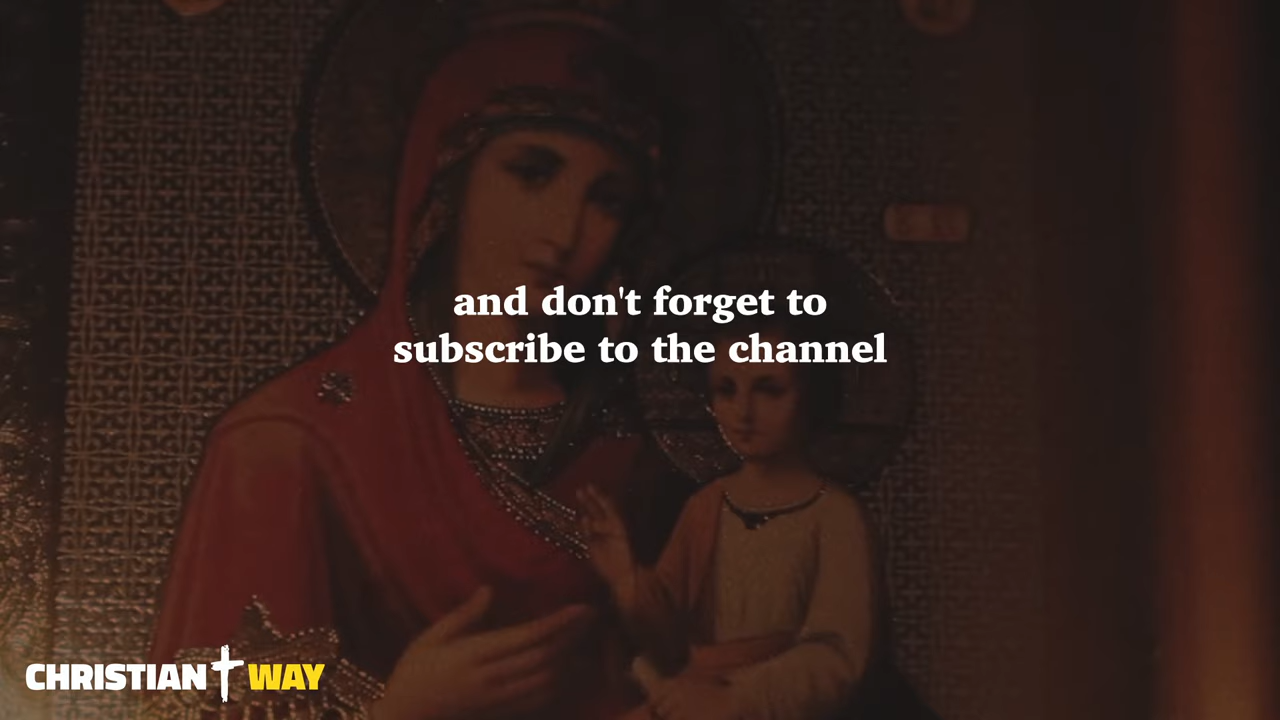 and don't forget to
subscribe to the channel
CHRISTIAN WAY